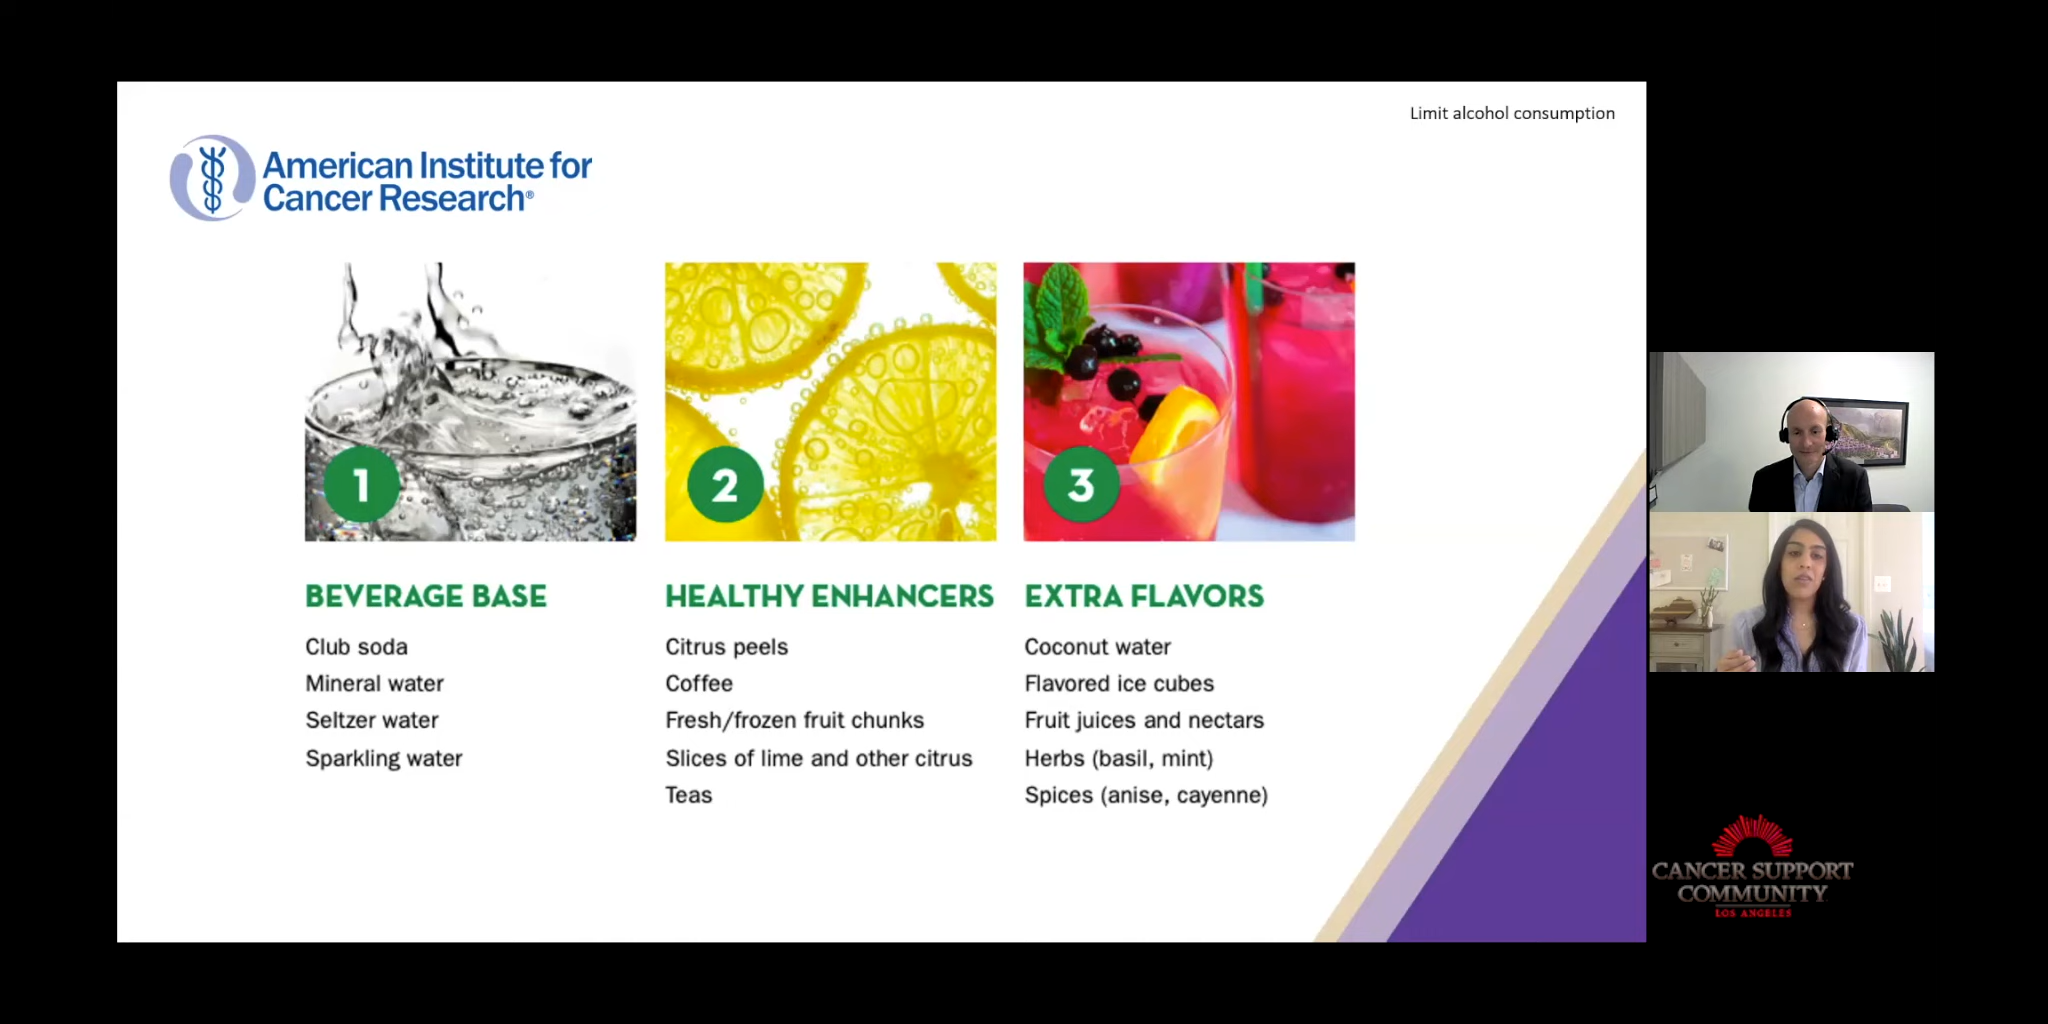 Limit alcohol consumption
American Institute for
Cancer Research®
1
2
3
BEVERAGE BASE
Club soda
Mineral water
Seltzer water
Sparkling water
HEALTHY ENHANCERS
Citrus peels
Coffee
Fresh/frozen fruit chunks
Slices of lime and other citrus
Teas
EXTRA FLAVORS
Coconut water
Flavored ice cubes
Fruit juices and nectars
Herbs (basil, mint)
Spices (anise, cayenne)
CANCER SUPPORT
COMMUNITY
LOS ANGELES